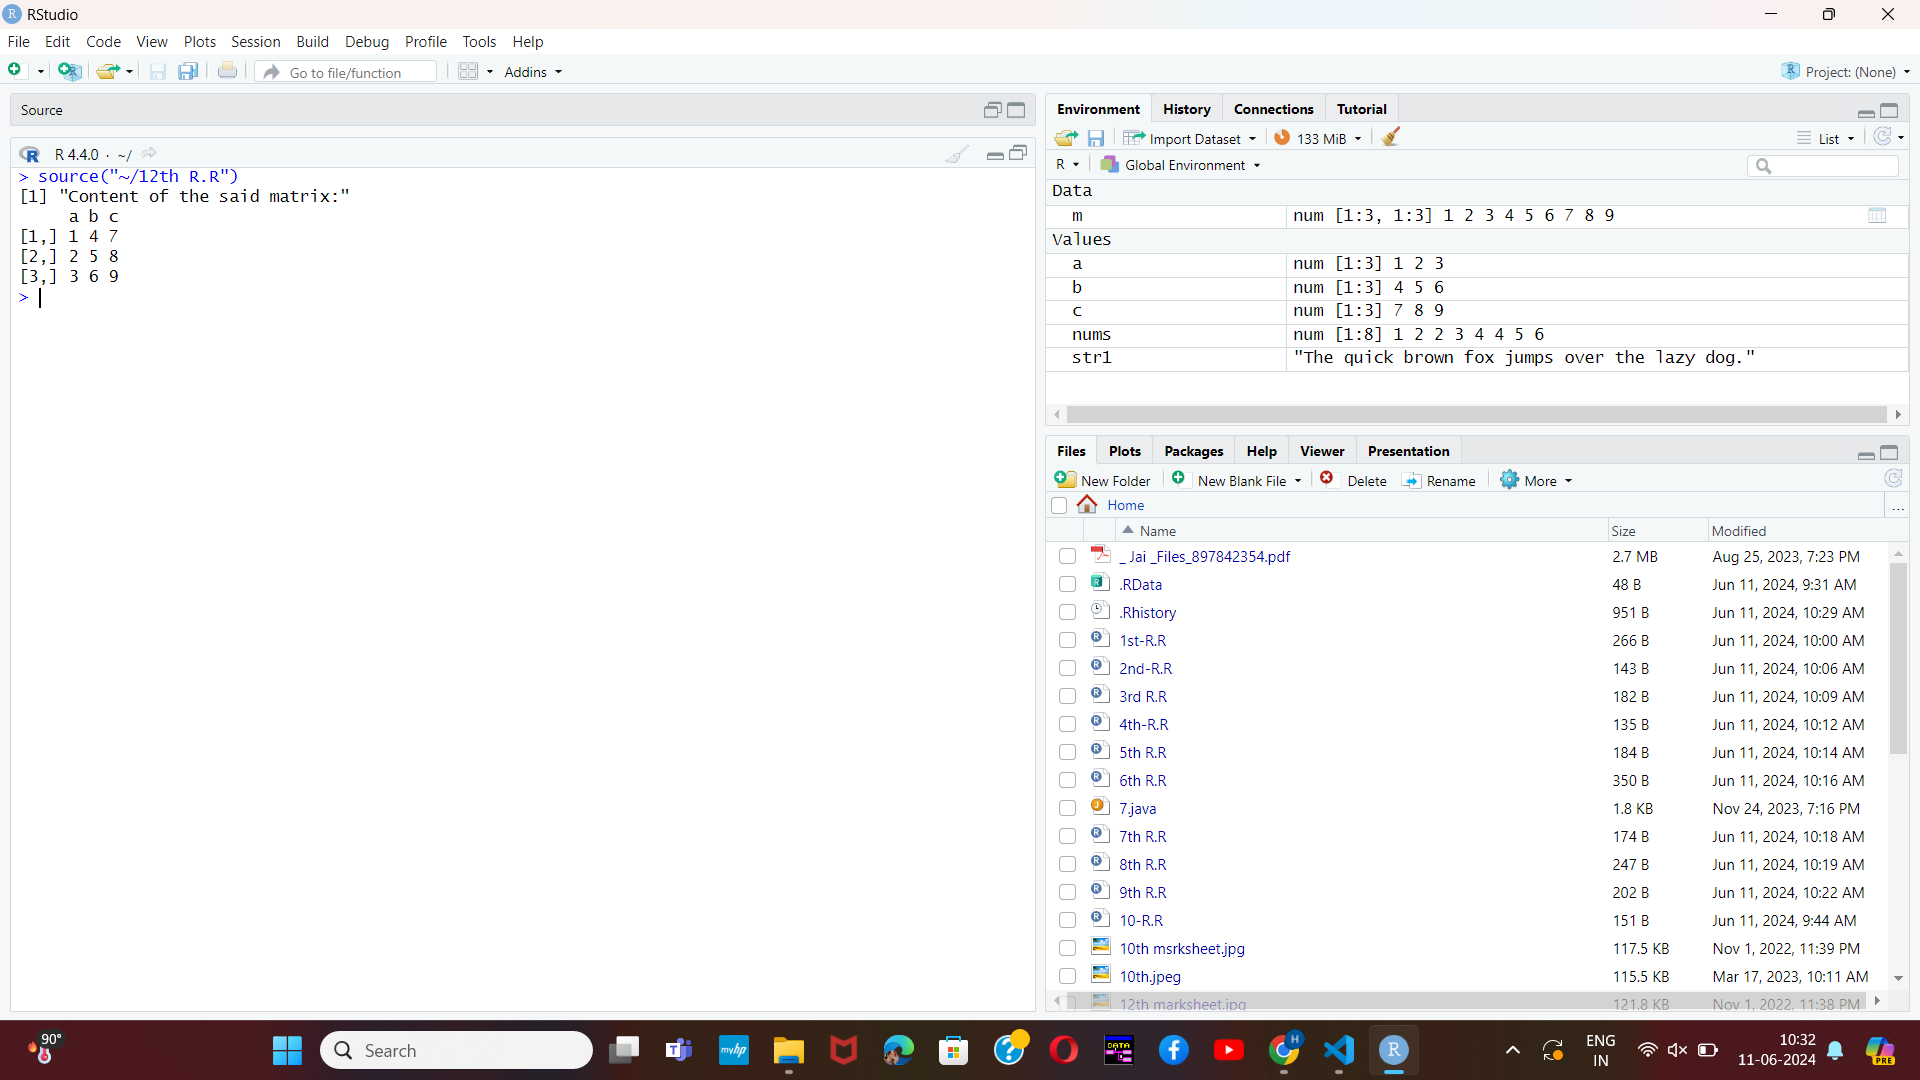 RStudio
File Edit Code View Plots Session Build Debug Profile Tools Help
Go to file/function Addins Project: (None)
Source
R 4.4.0 · ~/
> source("~/12th R.R")
[1] "Content of the said matrix:"
a b c
[1,] 1 4 7
[2,] 2 5 8
[3,] 3 6 9
>
Environment History Connections Tutorial
Import Dataset 133 MiB List
R Global Environment
Data
m num [1:3, 1:3] 1 2 3 4 5 6 7 8 9
Values
a num [1:3] 1 2 3
b num [1:3] 4 5 6
c num [1:3] 7 8 9
nums num [1:8] 1 2 2 3 4 4 5 6
str1 "The quick brown fox jumps over the lazy dog."
Files Plots Packages Help Viewer Presentation
New Folder New Blank File Delete Rename More
Home ...
Name Size Modified
_ Jai _Files_897842354.pdf 2.7 MB Aug 25, 2023, 7:23 PM
.RData 48 B Jun 11, 2024, 9:31 AM
.Rhistory 951 B Jun 11, 2024, 10:29 AM
1st-R.R 266 B Jun 11, 2024, 10:00 AM
2nd-R.R 143 B Jun 11, 2024, 10:06 AM
3rd R.R 182 B Jun 11, 2024, 10:09 AM
4th-R.R 135 B Jun 11, 2024, 10:12 AM
5th R.R 184 B Jun 11, 2024, 10:14 AM
6th R.R 350 B Jun 11, 2024, 10:16 AM
7.java 1.8 KB Nov 24, 2023, 7:16 PM
7th R.R 174 B Jun 11, 2024, 10:18 AM
8th R.R 247 B Jun 11, 2024, 10:19 AM
9th R.R 202 B Jun 11, 2024, 10:22 AM
10-R.R 151 B Jun 11, 2024, 9:44 AM
10th msrksheet.jpg 117.5 KB Nov 1, 2022, 11:39 PM
10th.jpeg 115.5 KB Mar 17, 2023, 10:11 AM
12th marksheet.jpg 121.8 KB Nov 1, 2022, 11:38 PM
90°
Search
myhp
DATA
H
R
ENG
IN
10:32
11-06-2024
PRE